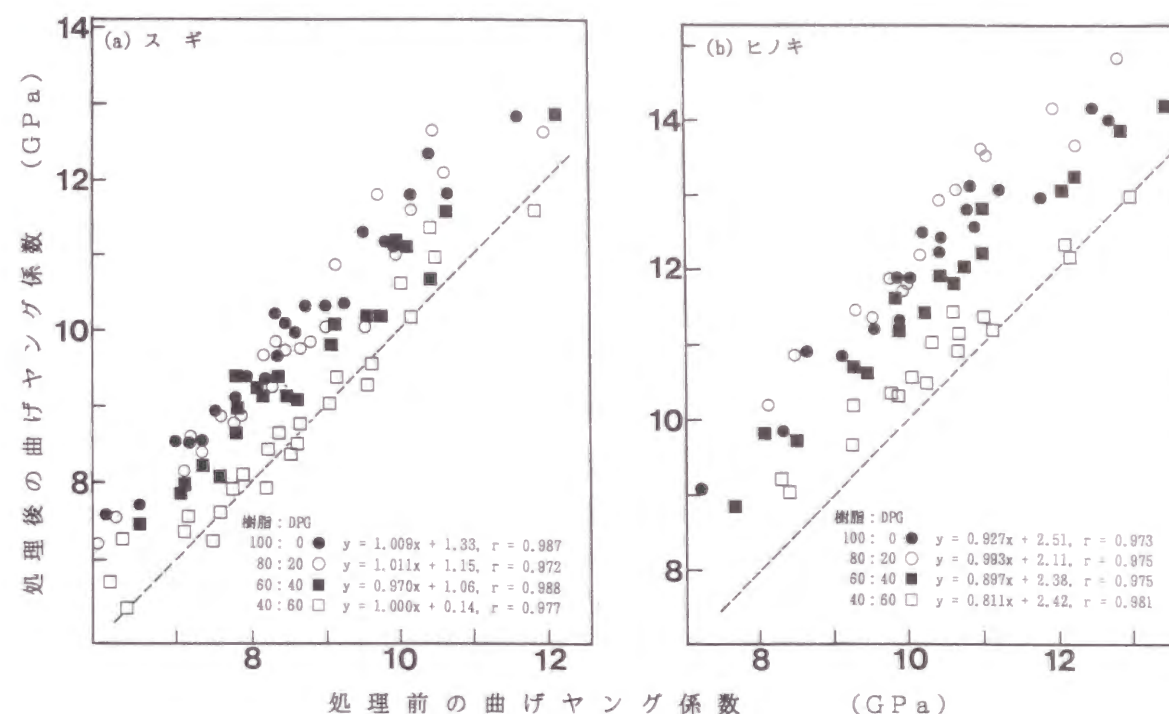 処理後の曲げヤング係数 (GPa)
14
12
10
8
(a) スギ
樹脂:DPG
100:0 ● y = 1.009x + 1.33, r = 0.987
80:20 ○ y = 1.011x + 1.15, r = 0.972
60:40 ■ y = 0.970x + 1.06, r = 0.988
40:60 □ y = 1.000x + 0.14, r = 0.977
8 10 12
(b) ヒノキ
14
12
10
8
樹脂:DPG
100:0 ● y = 0.927x + 2.51, r = 0.973
80:20 ○ y = 0.993x + 2.11, r = 0.975
60:40 ■ y = 0.897x + 2.38, r = 0.975
40:60 □ y = 0.811x + 2.42, r = 0.981
8 10 12
処理前の曲げヤング係数 (GPa)